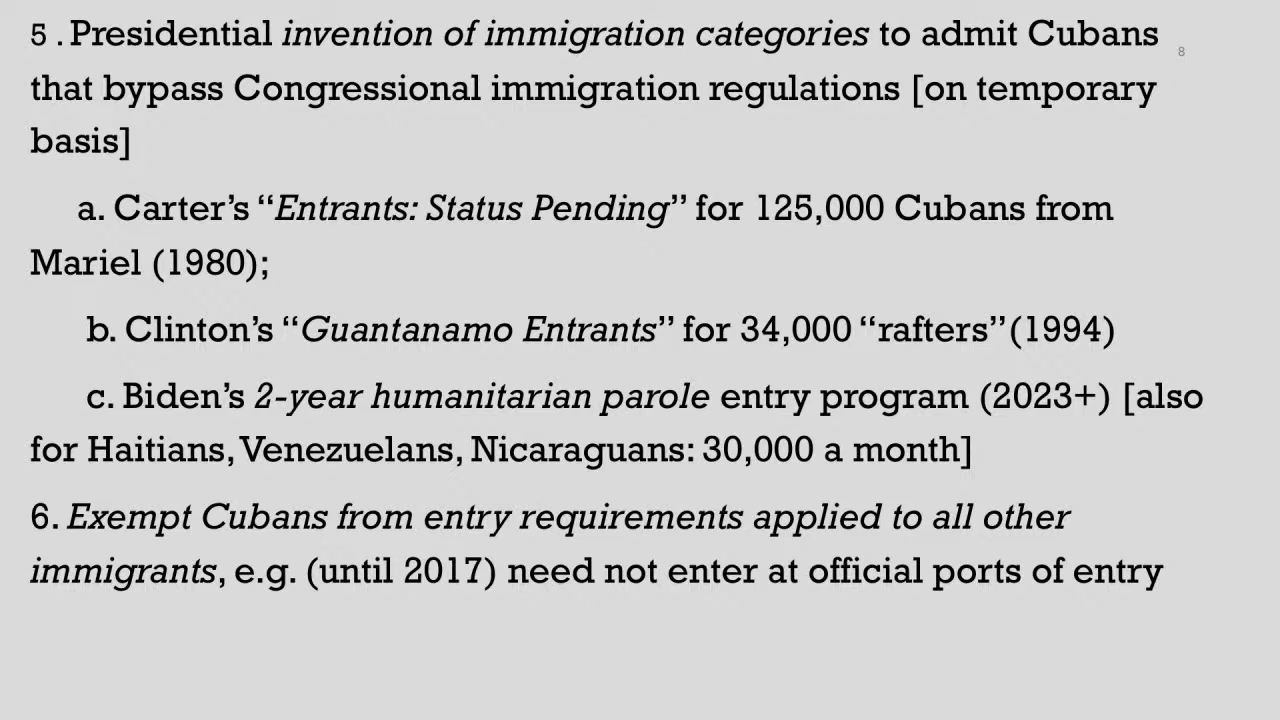 5 . Presidential invention of immigration categories to admit Cubans
8
that bypass Congressional immigration regulations [on temporary
basis]
a. Carter’s “Entrants: Status Pending” for 125,000 Cubans from
Mariel (1980);
b. Clinton’s “Guantanamo Entrants” for 34,000 “rafters”(1994)
c. Biden’s 2-year humanitarian parole entry program (2023+) [also
for Haitians, Venezuelans, Nicaraguans: 30,000 a month]
6. Exempt Cubans from entry requirements applied to all other
immigrants, e.g. (until 2017) need not enter at official ports of entry